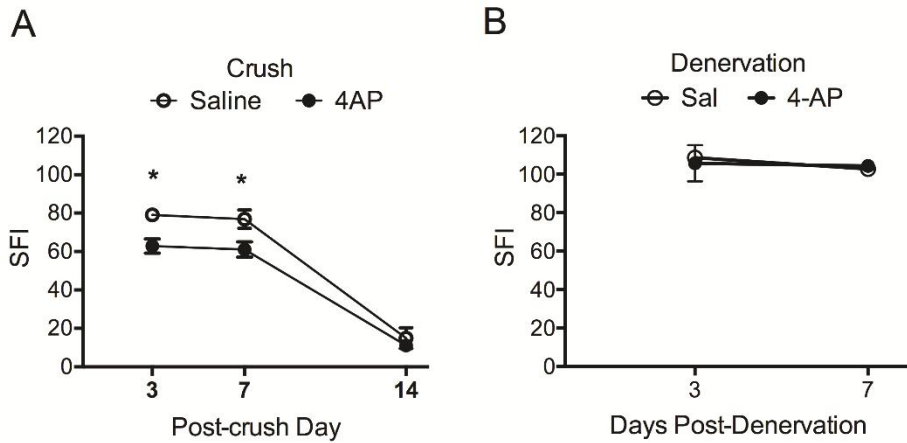 A
Crush
Saline 4AP
120
100
80
60
40
20
0
SFI
* *
3 7 14
Post-crush Day
B
Denervation
Sal 4-AP
120
100
80
60
40
20
0
SFI
3 7
Days Post-Denervation